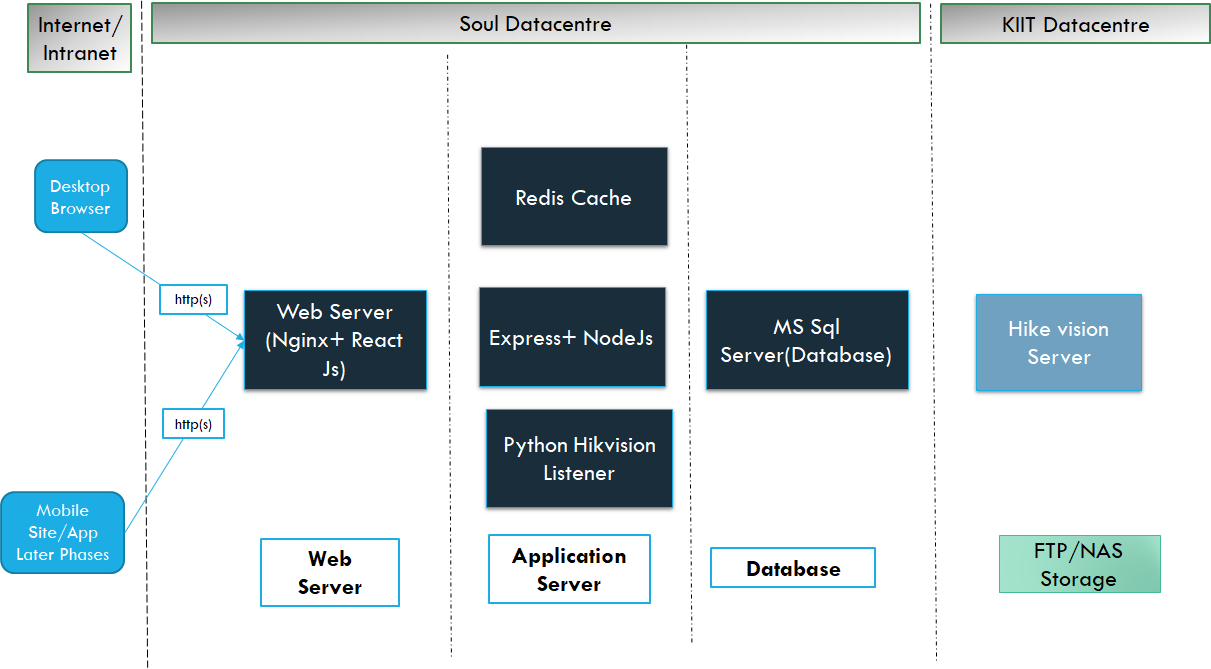 Internet/
Intranet
Soul Datacentre
KIIT Datacentre
Desktop
Browser
http(s)
http(s)
Mobile
Site/App
Later Phases
Web Server
(Nginx+ React
Js)
Web
Server
Redis Cache
Express+ NodeJs
Python Hikvision
Listener
Application
Server
MS Sql
Server(Database)
Database
Hike vision
Server
FTP/NAS
Storage